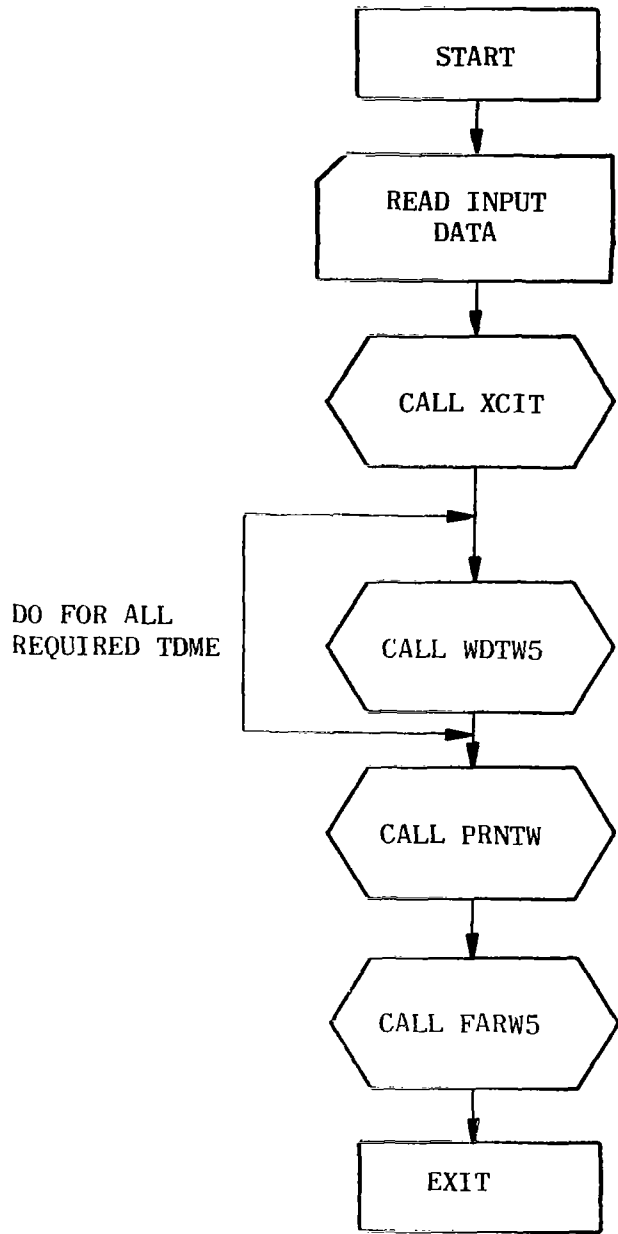 START
READ INPUT
DATA
CALL XCIT
DO FOR ALL
REQUIRED TDME
CALL WDTW5
CALL PRNTW
CALL FARW5
EXIT